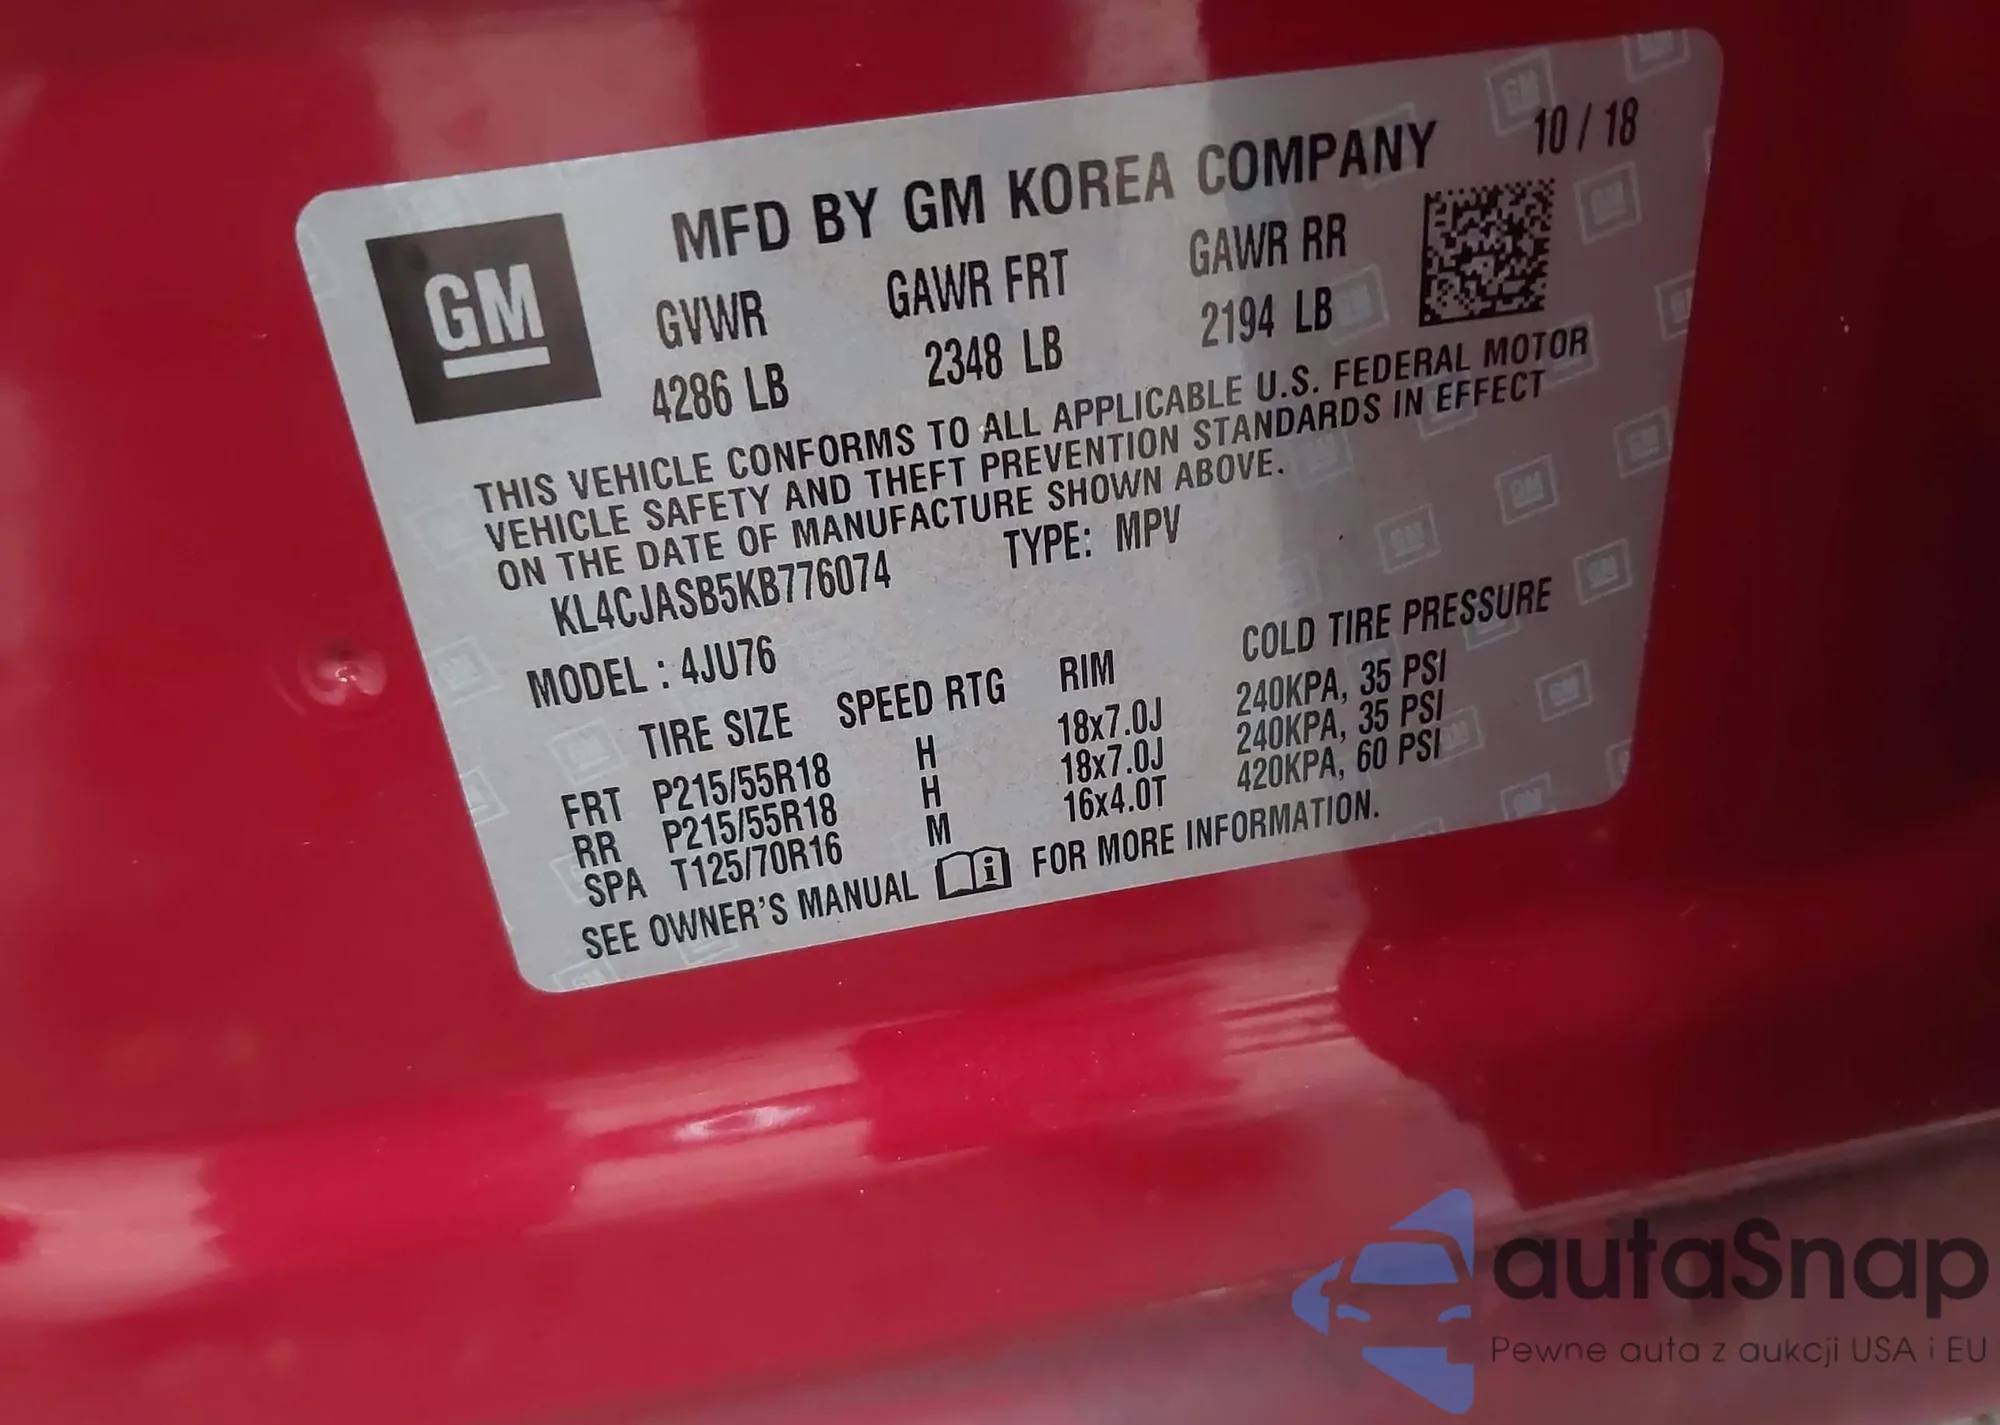 MFD BY GM KOREA COMPANY 10 / 18
GM
GVWR GAWR FRT GAWR RR
4286 LB 2348 LB 2194 LB
THIS VEHICLE CONFORMS TO ALL APPLICABLE U.S. FEDERAL MOTOR
VEHICLE SAFETY AND THEFT PREVENTION STANDARDS IN EFFECT
ON THE DATE OF MANUFACTURE SHOWN ABOVE.
KL4CJASB5KB776074 TYPE: MPV
MODEL : 4JU76
TIRE SIZE SPEED RTG RIM COLD TIRE PRESSURE
FRT P215/55R18 H 18x7.0J 240KPA, 35 PSI
RR P215/55R18 H 18x7.0J 240KPA, 35 PSI
SPA T125/70R16 M 16x4.0T 420KPA, 60 PSI
SEE OWNER'S MANUAL FOR MORE INFORMATION.
autaSnap
Pewne auta z aukcji USA i EU